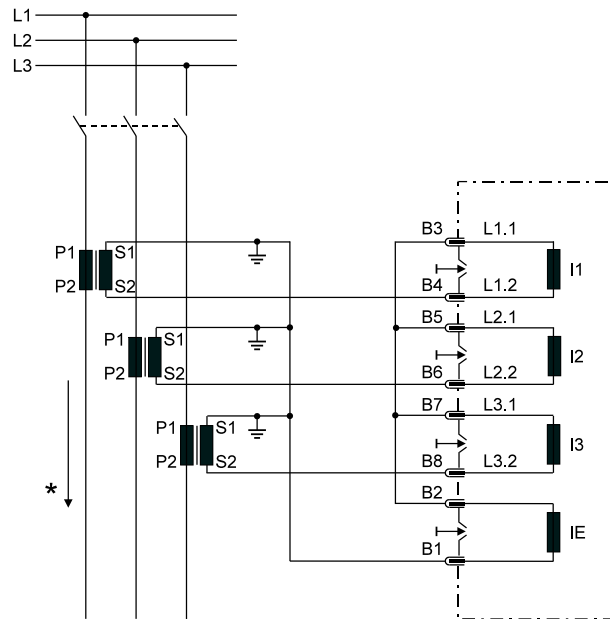 L1
L2
L3
B3 L1.1
P1 S1
I1
P2 S2
B4 L1.2
B5 L2.1
P1 S1
I2
P2 S2
B6 L2.2
B7 L3.1
P1 S1
I3
P2 S2
B8 L3.2
*
B2
IE
B1